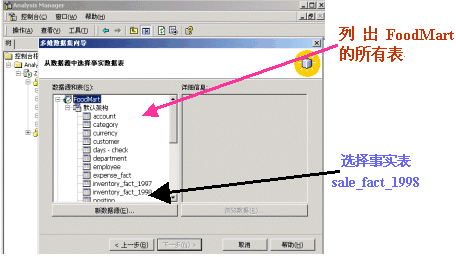 Analysis Manager
控制台(C) 窗口(W) 帮助(H)
操作(A) 查看(V) 工具(T)
树
多维数据集向导
控制台根
Analy
从数据源中选择事实数据表
数据源和表(S):
详细信息:
FoodMart
默认架构
account
category
currency
customer
days - check
department
employee
expense_fact
inventory_fact_1997
inventory_fact_1998
position
新数据源(E)...
浏览数据(O)...
< 上一步(B)
下一步(N) >
取消
帮助(H)
列出 FoodMart
的所有表
选择事实表
sale_fact_1998